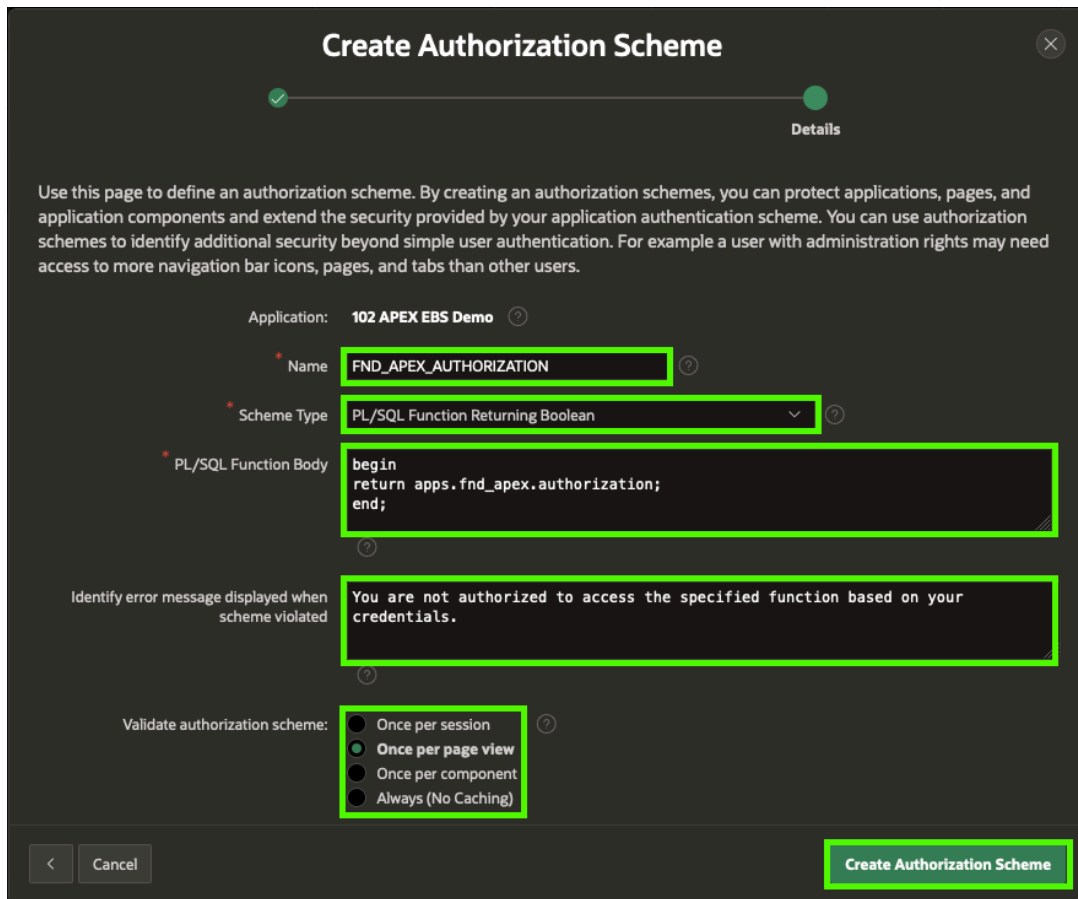 Create Authorization Scheme
Details
Use this page to define an authorization scheme. By creating an authorization schemes, you can protect applications, pages, and
application components and extend the security provided by your application authentication scheme. You can use authorization
schemes to identify additional security beyond simple user authentication. For example a user with administration rights may need
access to more navigation bar icons, pages, and tabs than other users.
Application: 102 APEX EBS Demo ?
* Name FND_APEX_AUTHORIZATION ?
* Scheme Type PL/SQL Function Returning Boolean ?
* PL/SQL Function Body begin
return apps.fnd_apex.authorization;
end;
?
Identify error message displayed when You are not authorized to access the specified function based on your
scheme violated credentials.
?
Validate authorization scheme: Once per session ?
Once per page view
Once per component
Always (No Caching)
< Cancel Create Authorization Scheme